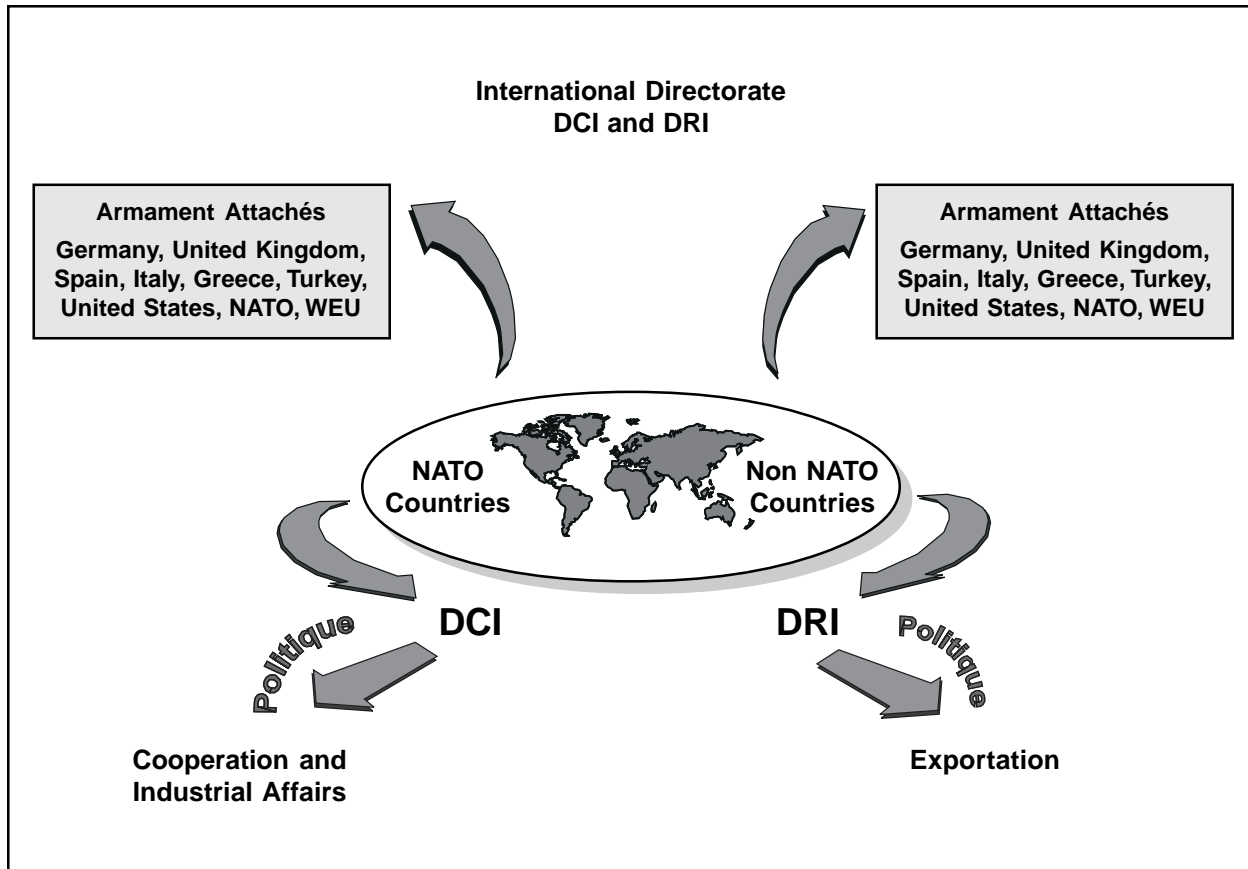 International Directorate
DCI and DRI
Armament Attachés
Germany, United Kingdom,
Spain, Italy, Greece, Turkey,
United States, NATO, WEU
Armament Attachés
Germany, United Kingdom,
Spain, Italy, Greece, Turkey,
United States, NATO, WEU
NATO
Countries
Non NATO
Countries
DCI
DRI
Politique
Politique
Cooperation and
Industrial Affairs
Exportation